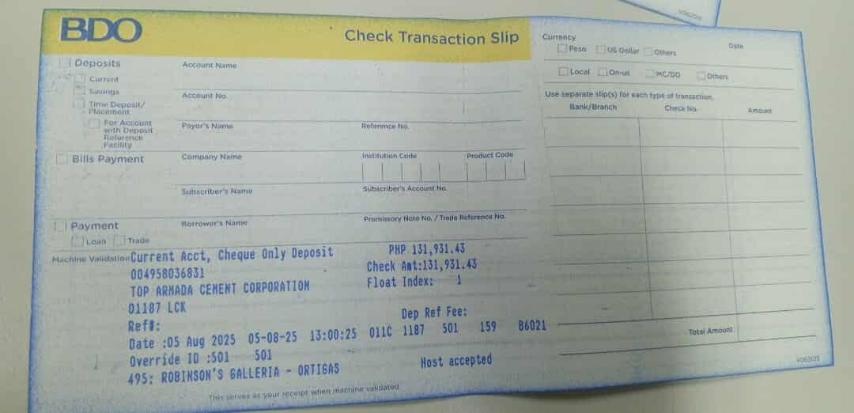 BDO
Check Transaction Slip
Deposits
Current
Savings
Time Deposit/
Placement
For Account
with Deposit
Reference
Facility
Account Name
Account No.
Payor's Name
Reference No.
Bills Payment
Company Name
Institution Code
Product Code
Subscriber's Name
Subscriber's Account No.
Payment
Loan
Trade
Borrower's Name
Promissory Note No. / Trade Reference No.
Currency
Date
Peso
US Dollar
Others
Local
On-us
MC/DD
Others
Use separate slip(s) for each type of transaction.
Bank/Branch
Check No.
Amount
Total Amount
Machine Validation
Current Acct, Cheque Only Deposit PHP 131,931.43
004958036831 Check Amt:131,931.43
TOP ARMADA CEMENT CORPORATION Float Index: 1
01187 LCK
Ref#: Dep Ref Fee:
Date :05 Aug 2025 05-08-25 13:00:25 011C 1187 501 159 B6021
Override ID :501 501
495: ROBINSON'S GALLERIA - ORTIGAS Host accepted
This serves as your receipt when machine validated.